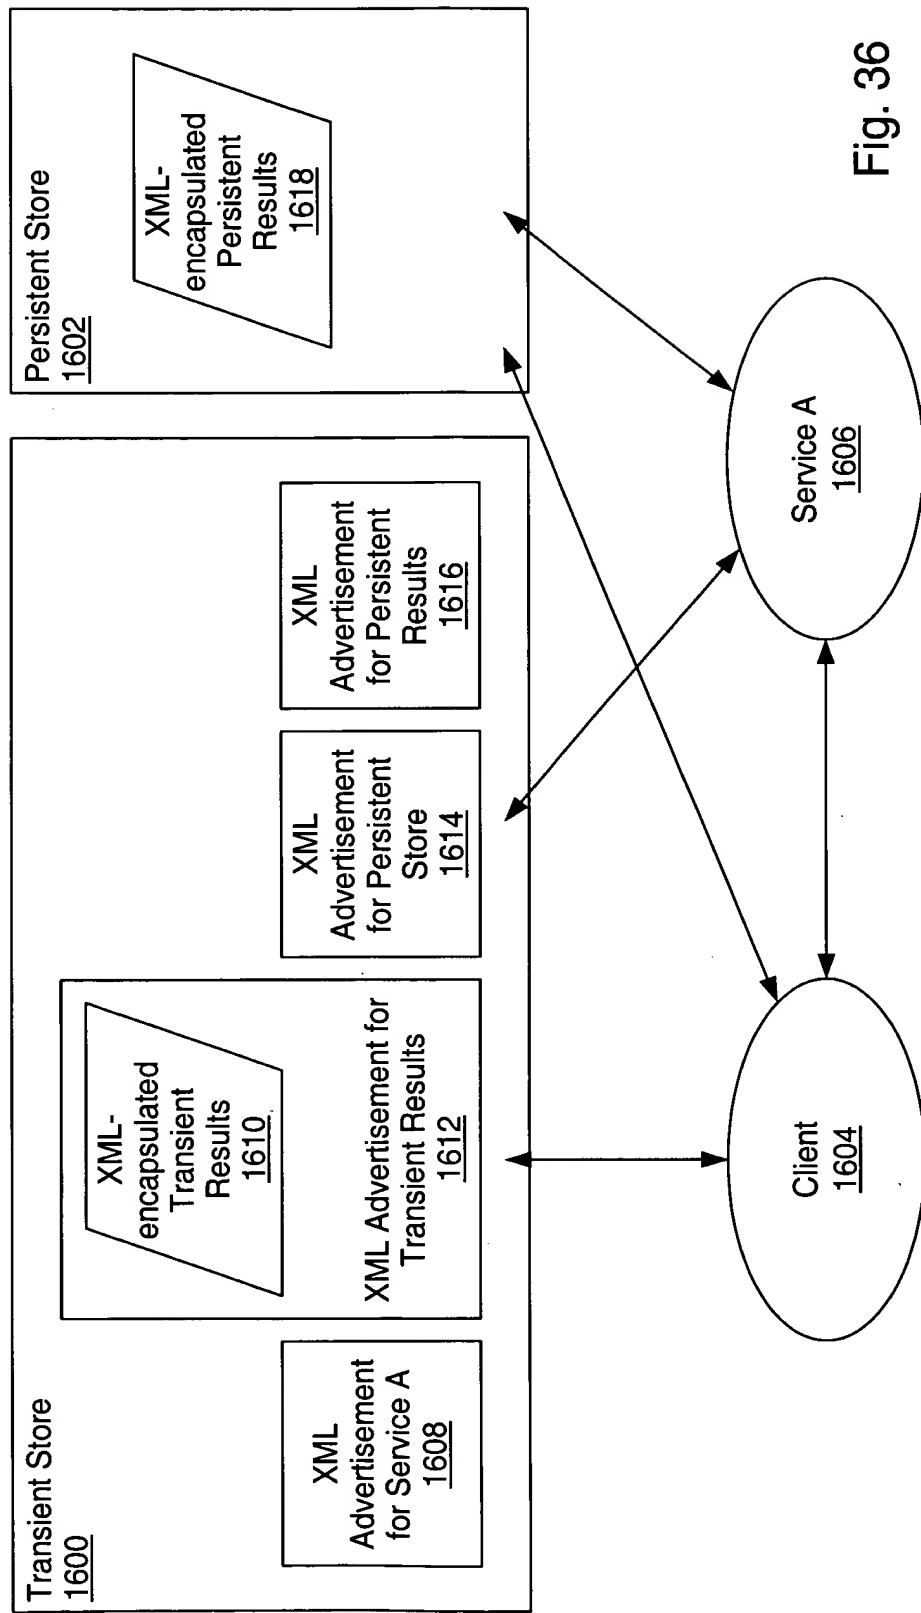 Transient Store
1600
XML
Advertisement
for Service A
1608
XML-
encapsulated
Transient
Results
1610
XML Advertisement for
Transient Results
1612
XML
Advertisement
for Persistent
Store
1614
XML
Advertisement
for Persistent
Results
1616
Persistent Store
1602
XML-
encapsulated
Persistent
Results
1618
Client
1604
Service A
1606
Fig. 36